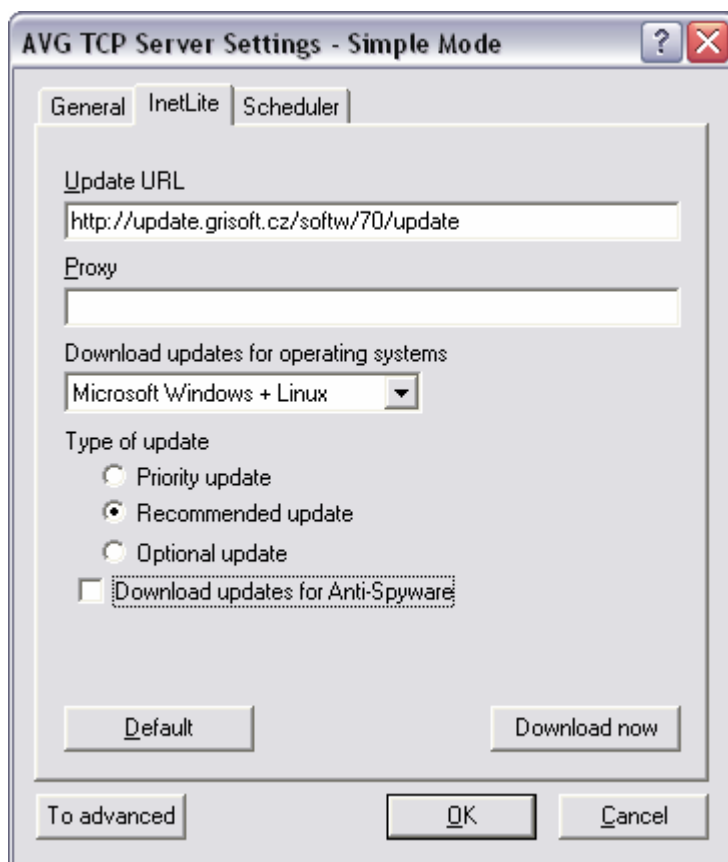 AVG TCP Server Settings - Simple Mode
General InetLite Scheduler
Update URL
http://update.grisoft.cz/softw/70/update
Proxy
Download updates for operating systems
Microsoft Windows + Linux
Type of update
Priority update
Recommended update
Optional update
Download updates for Anti-Spyware
Default Download now
To advanced OK Cancel